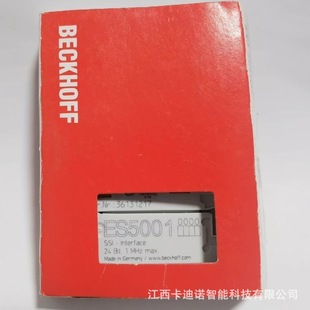 BECKHOFF
Nr 36131217
ES5001
SSI - Interface
24 Bit 1 MHz max.
Made in Germany / www.beckhoff.com
江西卡迪诺智能科技有限公司